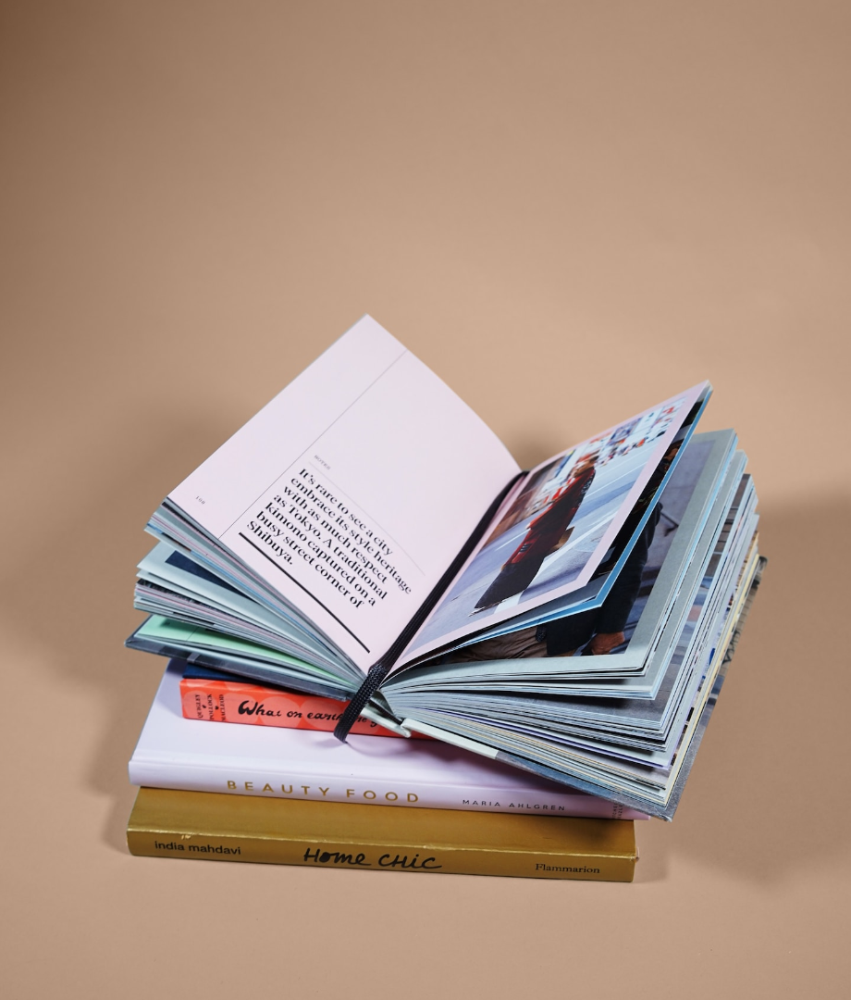 It's rare to see a city
embrace its style heritage
with as much respect
as Tokyo. A traditional
kimono captured on a
busy street corner of
Shibuya.
What on
BEAUTY FOOD
MARIA AHLGREN
india mahdavi
HOME CHIC
Flammarion